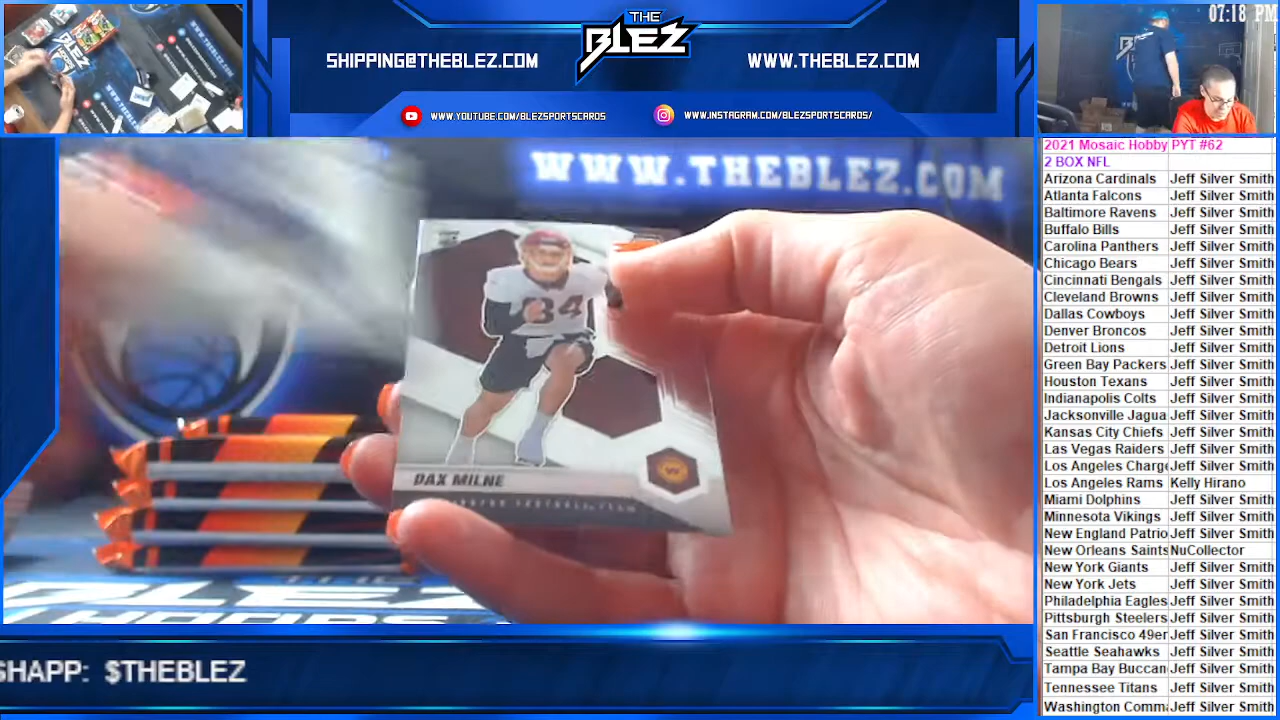 07:18 PM
THE
BLEZ
SHIPPING@THEBLEZ.COM
WWW.THEBLEZ.COM
WWW.YOUTUBE.COM/BLEZSPORTSCARDS
WWW.INSTAGRAM.COM/BLEZSPORTSCARDS/
WWW.THEBLEZ.COM
84
DAX MILNE
FOOTBALL TEAM
SHAPP: $THEBLEZ
2021 Mosaic Hobby PYT #62
2 BOX NFL
Arizona Cardinals Jeff Silver Smith
Atlanta Falcons Jeff Silver Smith
Baltimore Ravens Jeff Silver Smith
Buffalo Bills Jeff Silver Smith
Carolina Panthers Jeff Silver Smith
Chicago Bears Jeff Silver Smith
Cincinnati Bengals Jeff Silver Smith
Cleveland Browns Jeff Silver Smith
Dallas Cowboys Jeff Silver Smith
Denver Broncos Jeff Silver Smith
Detroit Lions Jeff Silver Smith
Green Bay Packers Jeff Silver Smith
Houston Texans Jeff Silver Smith
Indianapolis Colts Jeff Silver Smith
Jacksonville Jagua Jeff Silver Smith
Kansas City Chiefs Jeff Silver Smith
Las Vegas Raiders Jeff Silver Smith
Los Angeles Charge Jeff Silver Smith
Los Angeles Rams Kelly Hirano
Miami Dolphins Jeff Silver Smith
Minnesota Vikings Jeff Silver Smith
New England Patrio Jeff Silver Smith
New Orleans Saints NuCollector
New York Giants Jeff Silver Smith
New York Jets Jeff Silver Smith
Philadelphia Eagles Jeff Silver Smith
Pittsburgh Steelers Jeff Silver Smith
San Francisco 49er Jeff Silver Smith
Seattle Seahawks Jeff Silver Smith
Tampa Bay Buccan Jeff Silver Smith
Tennessee Titans Jeff Silver Smith
Washington Comma Jeff Silver Smith